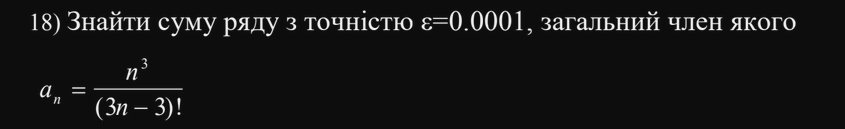 18) Знайти суму ряду з точністю ε=0.0001, загальний член якого
aₙ = n³ / (3n − 3)!